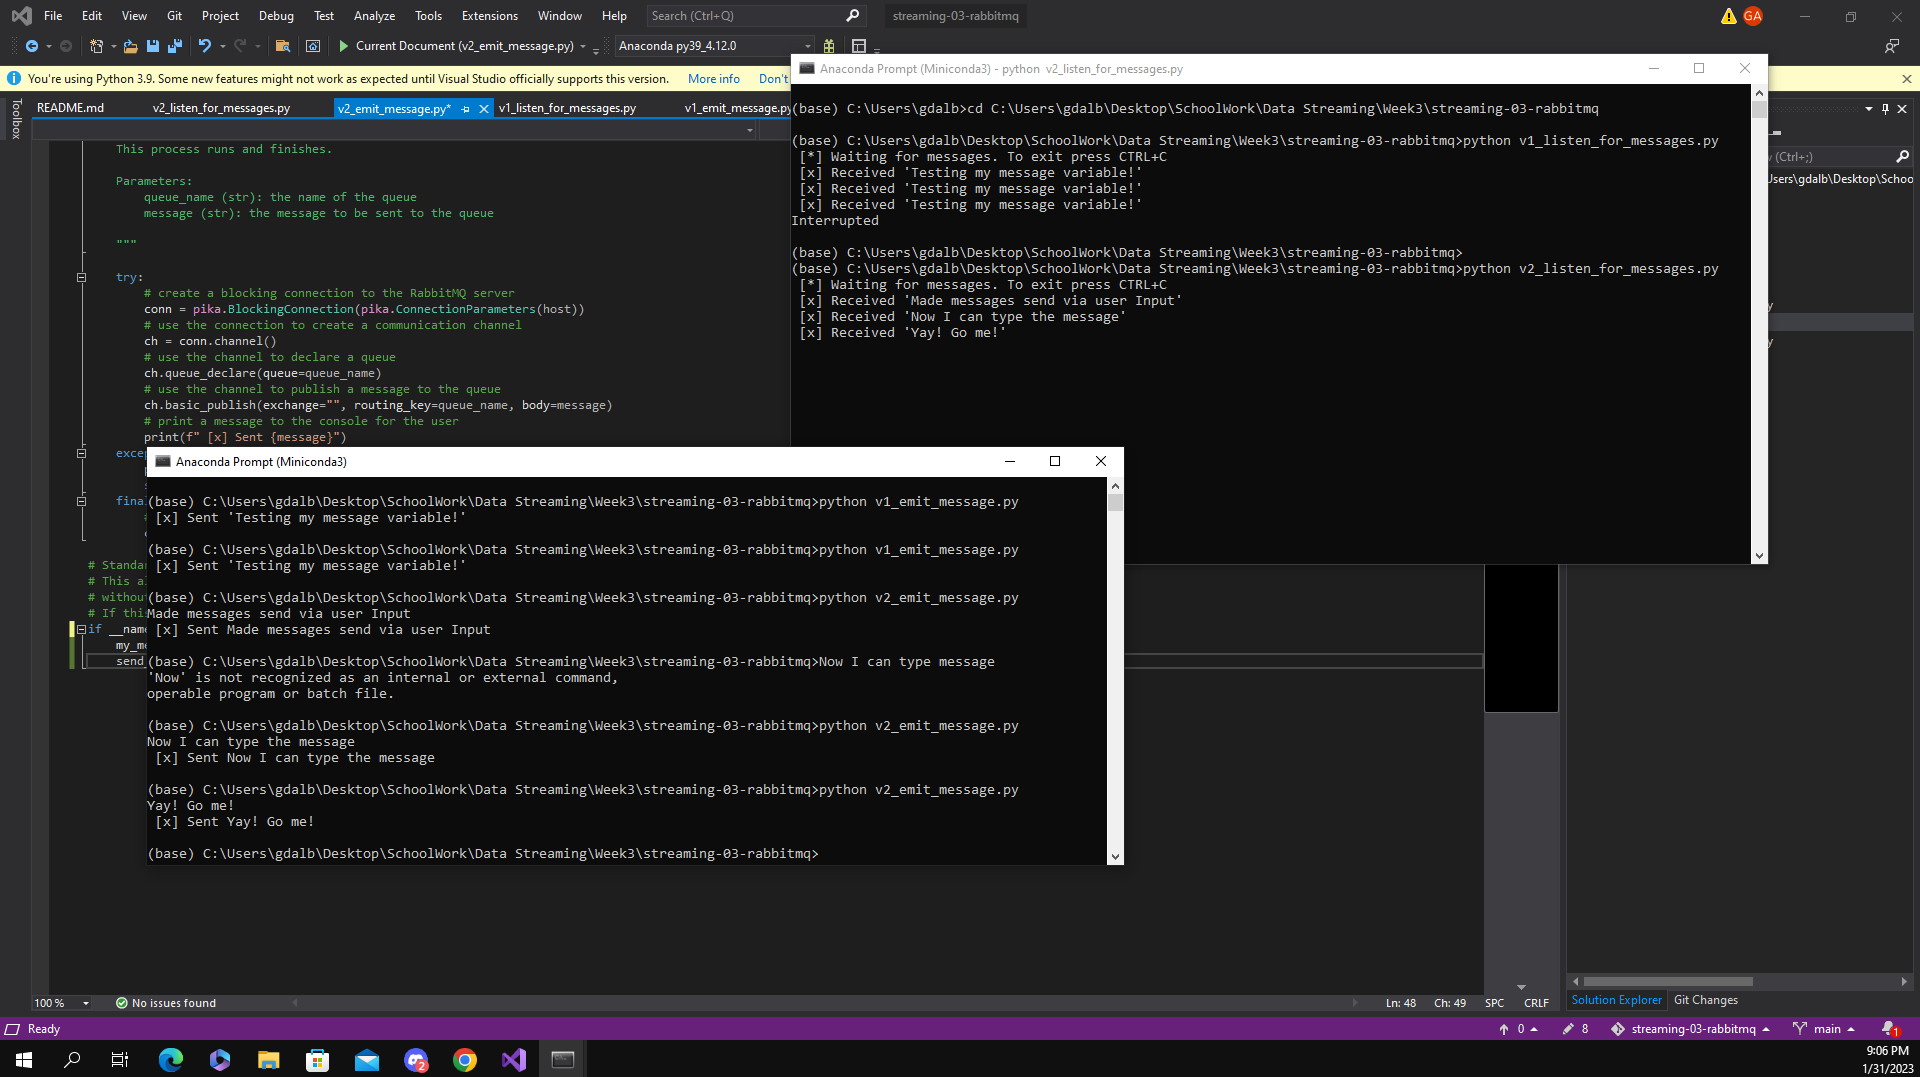 File Edit View Git Project Debug Test Analyze Tools Extensions Window Help Search (Ctrl+Q) streaming-03-rabbitmq GA
Current Document (v2_emit_message.py) Anaconda py39_4.12.0
You're using Python 3.9. Some new features might not work as expected until Visual Studio officially supports this version. More info Don't
Toolbox
README.md v2_listen_for_messages.py v2_emit_message.py* v1_listen_for_messages.py v1_emit_message.py
This process runs and finishes.
Parameters:
queue_name (str): the name of the queue
message (str): the message to be sent to the queue
"""
try:
# create a blocking connection to the RabbitMQ server
conn = pika.BlockingConnection(pika.ConnectionParameters(host))
# use the connection to create a communication channel
ch = conn.channel()
# use the channel to declare a queue
ch.queue_declare(queue=queue_name)
# use the channel to publish a message to the queue
ch.basic_publish(exchange="", routing_key=queue_name, body=message)
# print a message to the console for the user
print(f" [x] Sent {message}")
exce
fina
# Standa
# This a
# withou
# If this
if __name
my_me
send
Anaconda Prompt (Miniconda3) - python v2_listen_for_messages.py
(base) C:\Users\gdalb>cd C:\Users\gdalb\Desktop\SchoolWork\Data Streaming\Week3\streaming-03-rabbitmq
(base) C:\Users\gdalb\Desktop\SchoolWork\Data Streaming\Week3\streaming-03-rabbitmq>python v1_listen_for_messages.py
[*] Waiting for messages. To exit press CTRL+C
[x] Received 'Testing my message variable!'
[x] Received 'Testing my message variable!'
[x] Received 'Testing my message variable!'
Interrupted
(base) C:\Users\gdalb\Desktop\SchoolWork\Data Streaming\Week3\streaming-03-rabbitmq>
(base) C:\Users\gdalb\Desktop\SchoolWork\Data Streaming\Week3\streaming-03-rabbitmq>python v2_listen_for_messages.py
[*] Waiting for messages. To exit press CTRL+C
[x] Received 'Made messages send via user Input'
[x] Received 'Now I can type the message'
[x] Received 'Yay! Go me!'
(Ctrl+;)
Jsers\gdalb\Desktop\Schoo
y
y
Anaconda Prompt (Miniconda3)
(base) C:\Users\gdalb\Desktop\SchoolWork\Data Streaming\Week3\streaming-03-rabbitmq>python v1_emit_message.py
[x] Sent 'Testing my message variable!'
(base) C:\Users\gdalb\Desktop\SchoolWork\Data Streaming\Week3\streaming-03-rabbitmq>python v1_emit_message.py
[x] Sent 'Testing my message variable!'
(base) C:\Users\gdalb\Desktop\SchoolWork\Data Streaming\Week3\streaming-03-rabbitmq>python v2_emit_message.py
Made messages send via user Input
[x] Sent Made messages send via user Input
(base) C:\Users\gdalb\Desktop\SchoolWork\Data Streaming\Week3\streaming-03-rabbitmq>Now I can type message
'Now' is not recognized as an internal or external command,
operable program or batch file.
(base) C:\Users\gdalb\Desktop\SchoolWork\Data Streaming\Week3\streaming-03-rabbitmq>python v2_emit_message.py
Now I can type the message
[x] Sent Now I can type the message
(base) C:\Users\gdalb\Desktop\SchoolWork\Data Streaming\Week3\streaming-03-rabbitmq>python v2_emit_message.py
Yay! Go me!
[x] Sent Yay! Go me!
(base) C:\Users\gdalb\Desktop\SchoolWork\Data Streaming\Week3\streaming-03-rabbitmq>
100 % No issues found Ln: 48 Ch: 49 SPC CRLF
Solution Explorer Git Changes
Ready 0 8 streaming-03-rabbitmq main 1
2
9:06 PM
1/31/2023